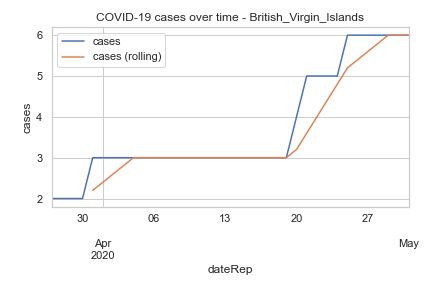 COVID-19 cases over time - British_Virgin_Islands
cases
cases (rolling)
6
5
4
3
2
cases
30
06
13
20
27
Apr
2020
May
dateRep